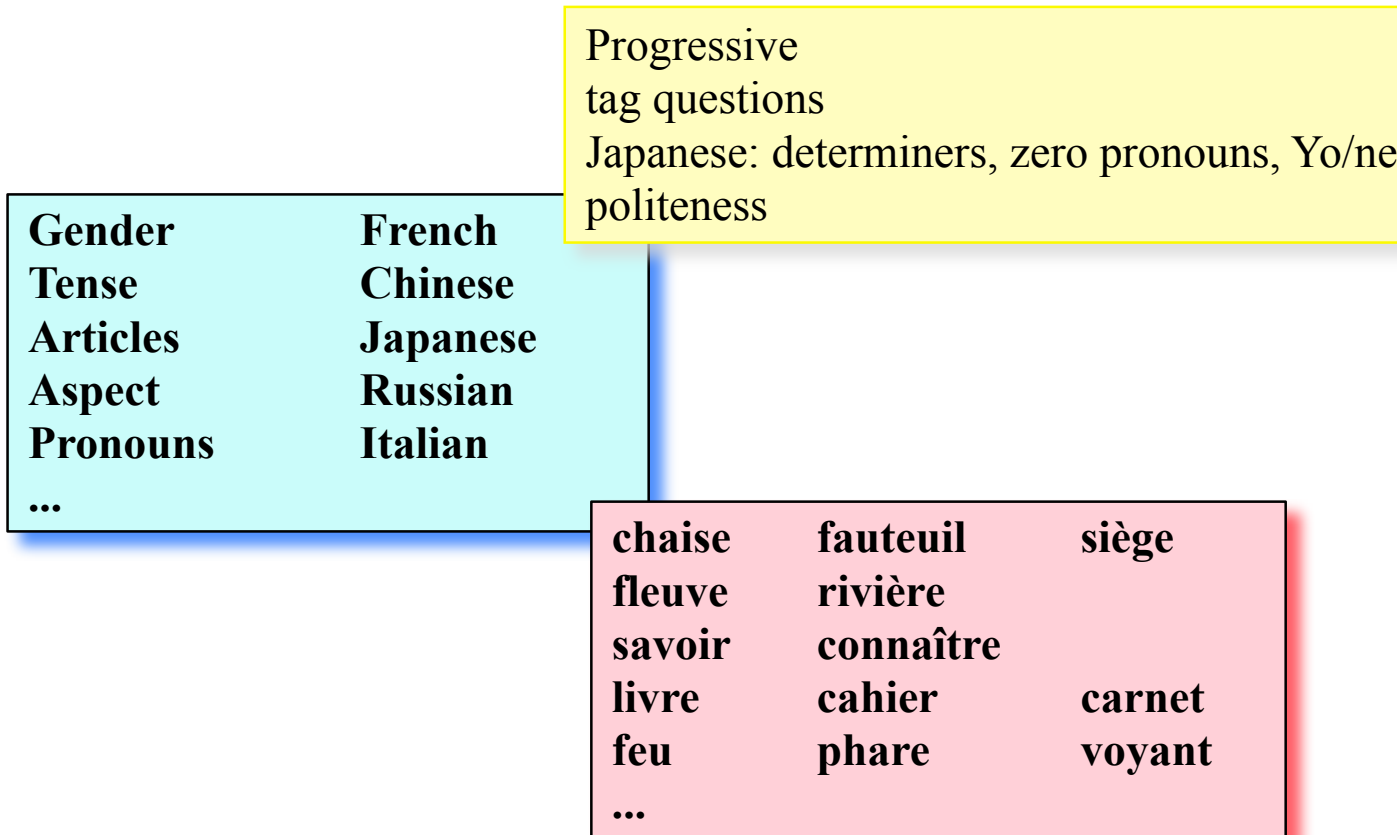 Progressive
tag questions
Japanese: determiners, zero pronouns, Yo/ne
politeness
Gender French
Tense Chinese
Articles Japanese
Aspect Russian
Pronouns Italian
...
chaise fauteuil siège
fleuve rivière
savoir connaître
livre cahier carnet
feu phare voyant
...